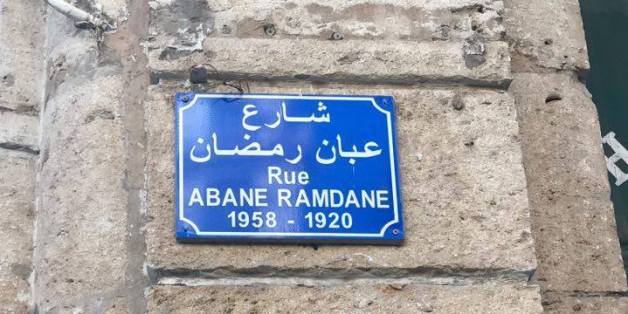 شارع
عبان رمضان
Rue
ABANE RAMDANE
1958 - 1920
H